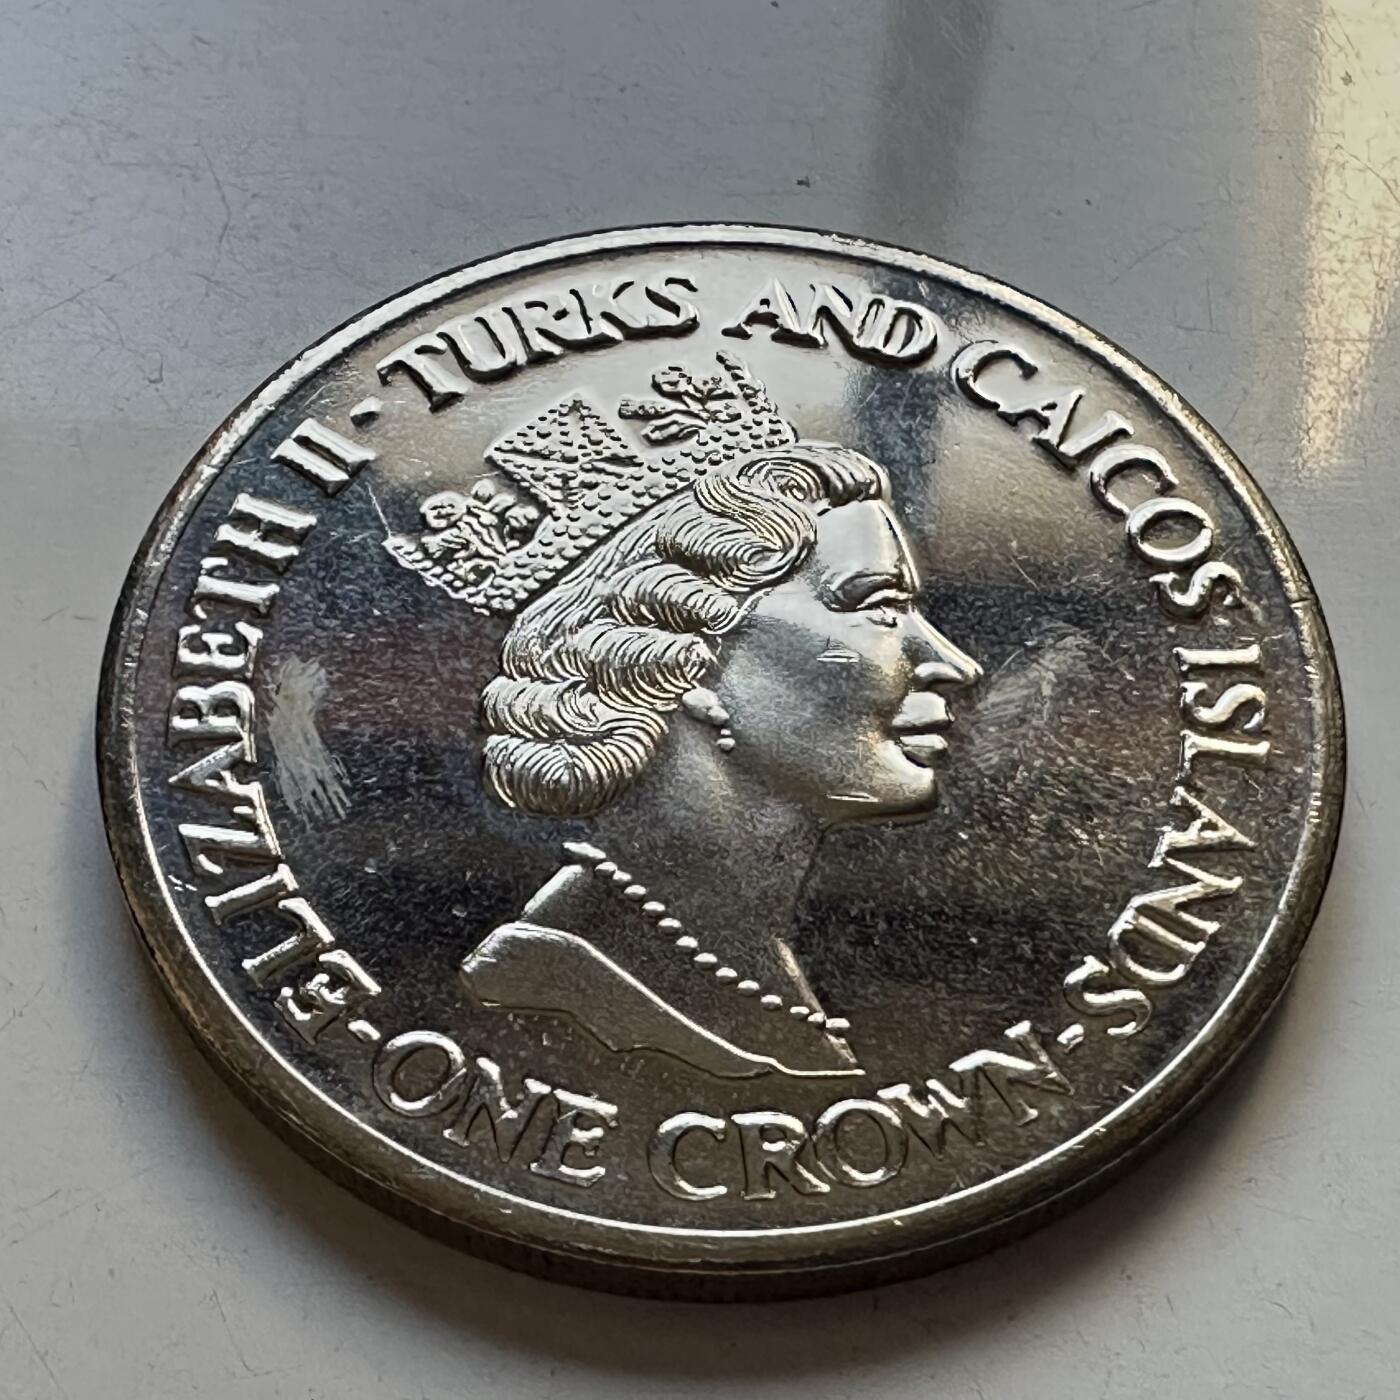 ELIZABETH II - TURKS AND CAICOS ISLANDS -
ONE CROWN -